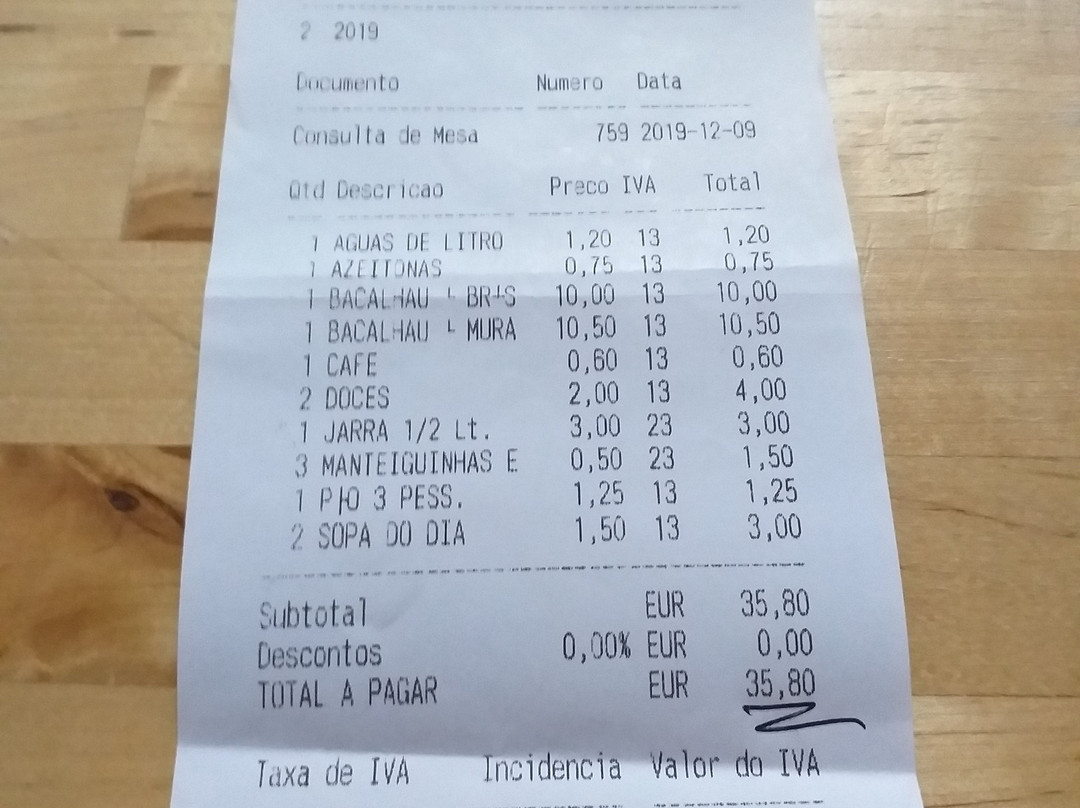 2 2019
Documento Numero Data
Consulta de Mesa 759 2019-12-09
Qtd Descricao Preco IVA Total
1 AGUAS DE LITRO 1,20 13 1,20
1 AZEITONAS 0,75 13 0,75
1 BACALHAU └ BR┴S 10,00 13 10,00
1 BACALHAU └ MURA 10,50 13 10,50
1 CAFE 0,60 13 0,60
2 DOCES 2,00 13 4,00
1 JARRA 1/2 Lt. 3,00 23 3,00
3 MANTEIGUINHAS E 0,50 23 1,50
1 P├O 3 PESS. 1,25 13 1,25
2 SOPA DO DIA 1,50 13 3,00
Subtotal EUR 35,80
Descontos 0,00% EUR 0,00
TOTAL A PAGAR EUR 35,80
Taxa de IVA Incidencia Valor do IVA